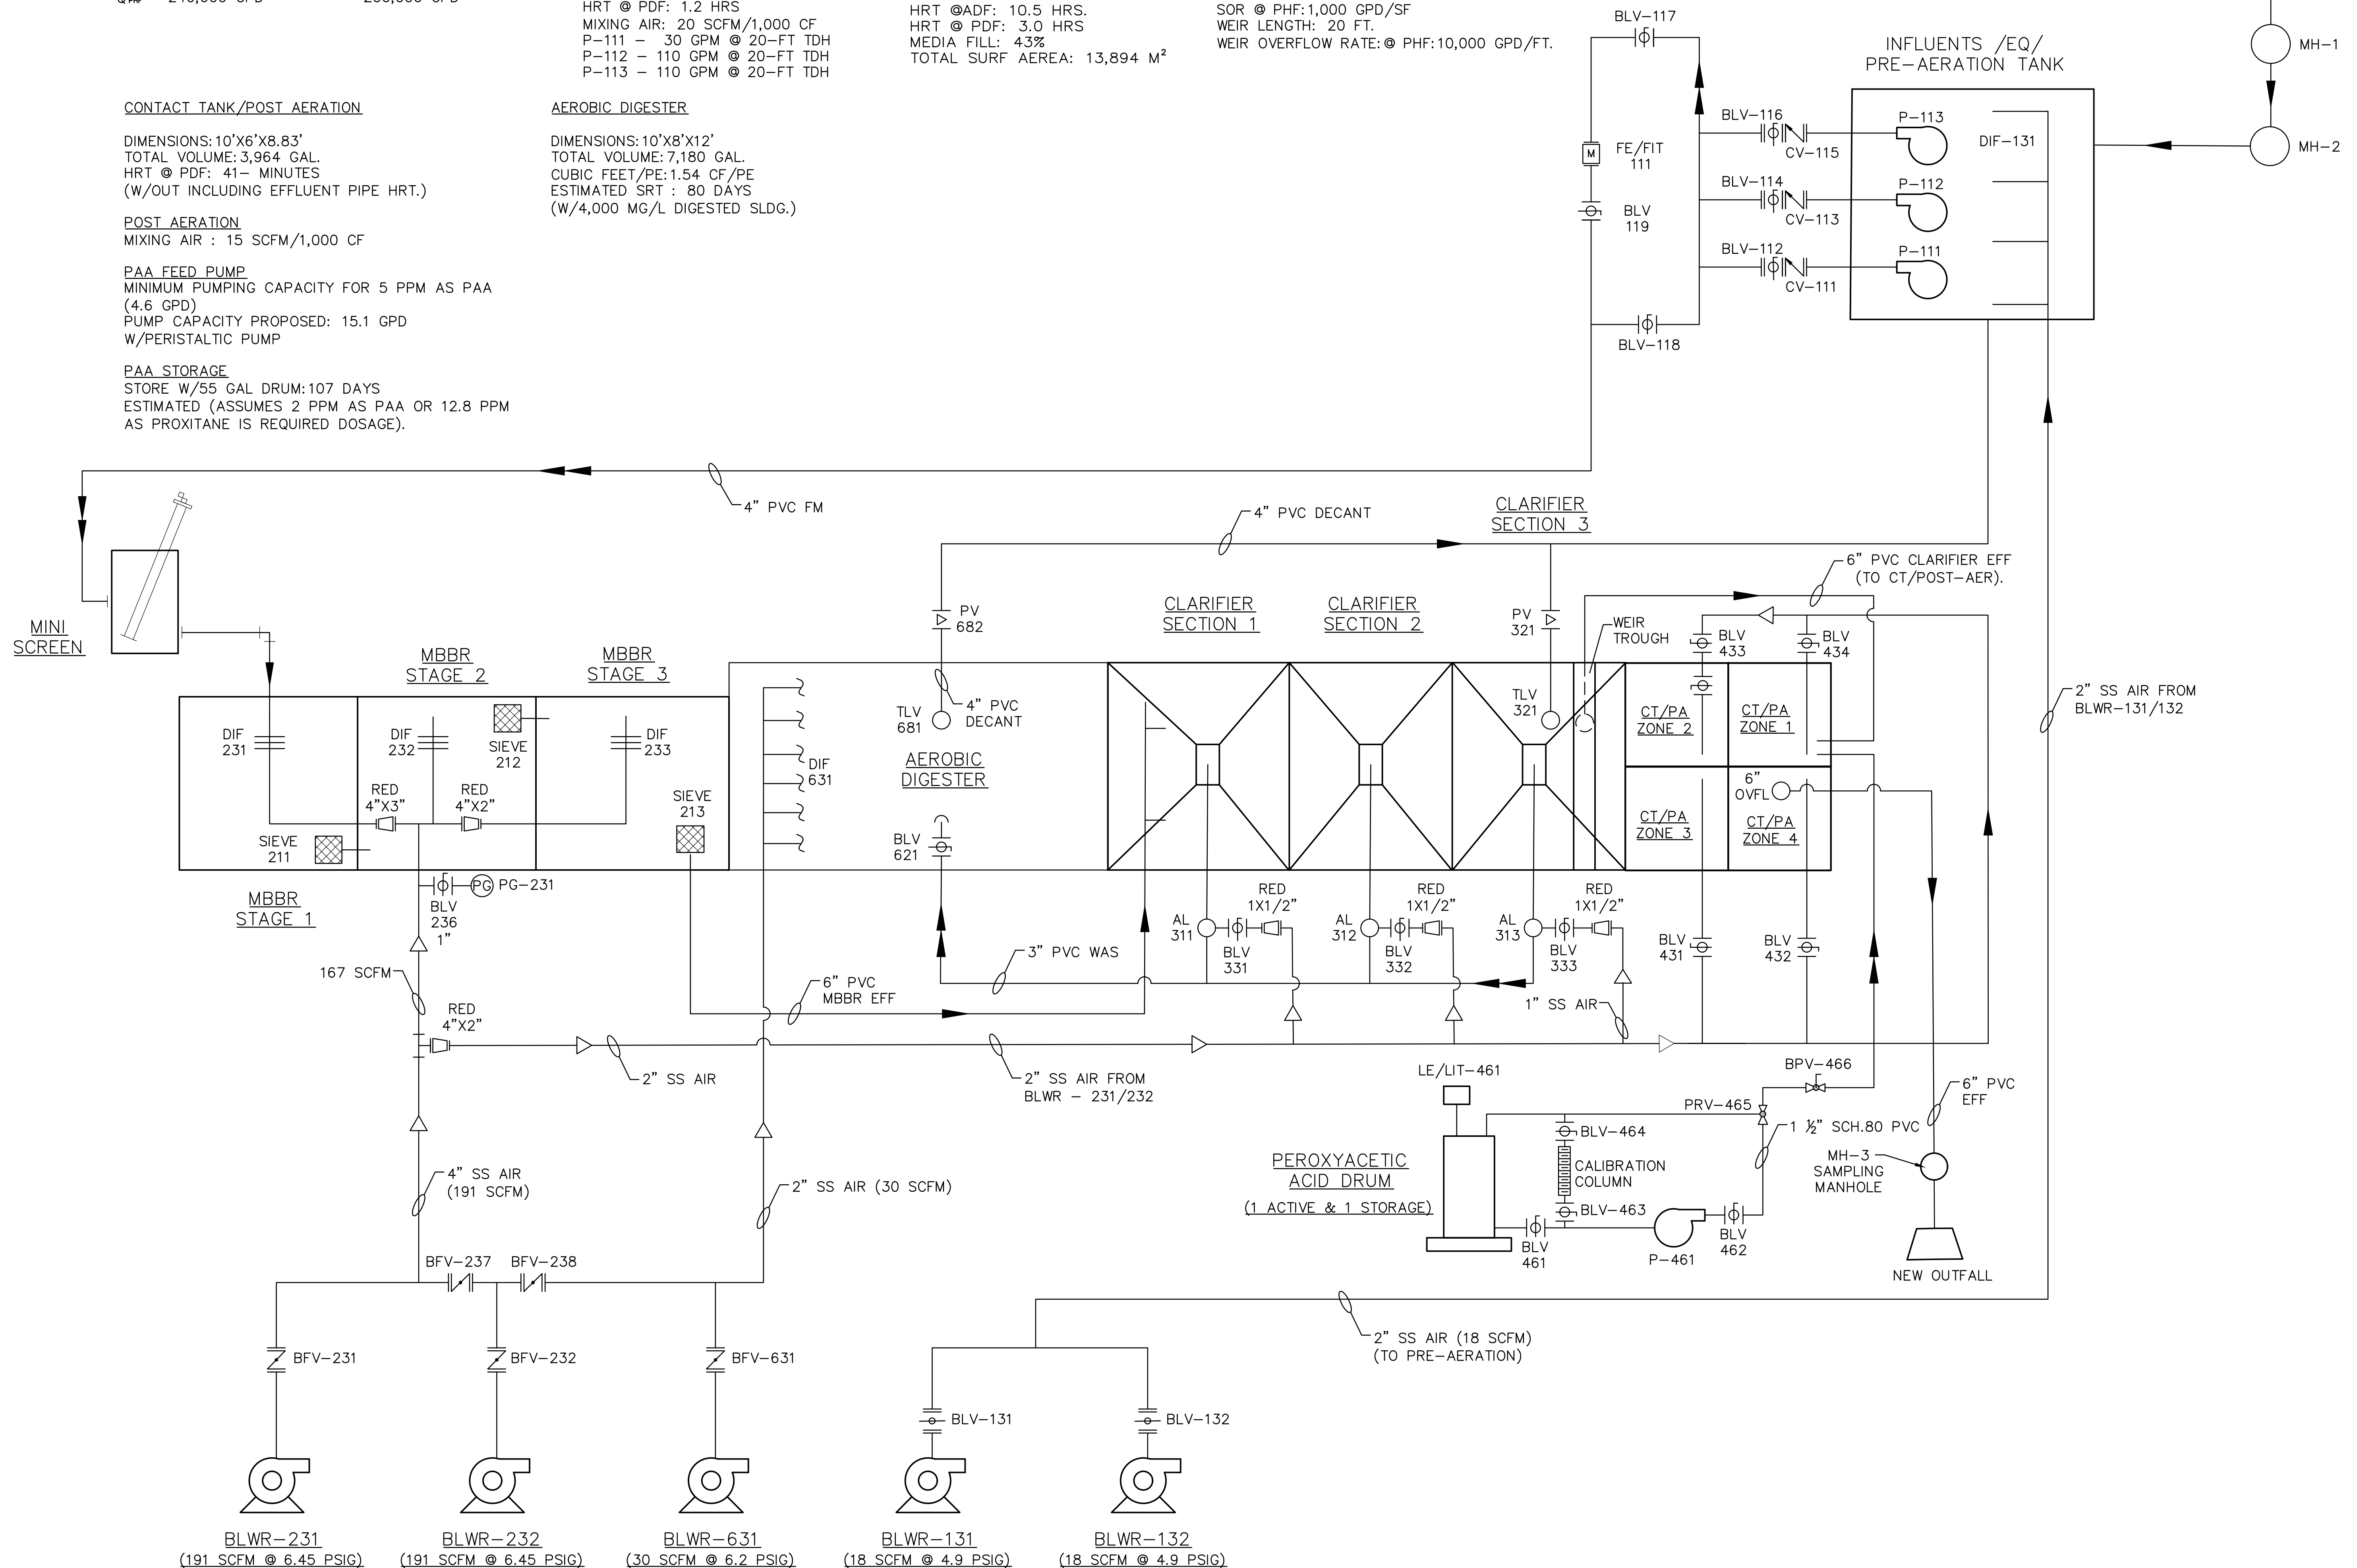 HRT @ PDF: 1.2 HRS
MIXING AIR: 20 SCFM/1,000 CF
P-111 - 30 GPM @ 20-FT TDH
P-112 - 110 GPM @ 20-FT TDH
P-113 - 110 GPM @ 20-FT TDH
HRT @ADF: 10.5 HRS.
HRT @ PDF: 3.0 HRS
MEDIA FILL: 43%
TOTAL SURF AEREA: 13,894 M²
SOR @ PHF: 1,000 GPD/SF
WEIR LENGTH: 20 FT.
WEIR OVERFLOW RATE: @ PHF: 10,000 GPD/FT.
CONTACT TANK/POST AERATION
DIMENSIONS: 10'X6'X8.83'
TOTAL VOLUME: 3,964 GAL.
HRT @ PDF: 41- MINUTES
(W/OUT INCLUDING EFFLUENT PIPE HRT.)
POST AERATION
MIXING AIR : 15 SCFM/1,000 CF
PAA FEED PUMP
MINIMUM PUMPING CAPACITY FOR 5 PPM AS PAA
(4.6 GPD)
PUMP CAPACITY PROPOSED: 15.1 GPD
W/PERISTALTIC PUMP
PAA STORAGE
STORE W/55 GAL DRUM: 107 DAYS
ESTIMATED (ASSUMES 2 PPM AS PAA OR 12.8 PPM
AS PROXITANE IS REQUIRED DOSAGE).
AEROBIC DIGESTER
DIMENSIONS: 10'X8'X12'
TOTAL VOLUME: 7,180 GAL.
CUBIC FEET/PE: 1.54 CF/PE
ESTIMATED SRT : 80 DAYS
(W/4,000 MG/L DIGESTED SLDG.)
BLV-117
M
FE/FIT
111
BLV
119
BLV-118
BLV-116
CV-115
BLV-114
CV-113
BLV-112
CV-111
INFLUENTS /EQ/
PRE-AERATION TANK
P-113
P-112
P-111
DIF-131
MH-1
MH-2
4" PVC FM
4" PVC DECANT
CLARIFIER
SECTION 3
6" PVC CLARIFIER EFF
(TO CT/POST-AER).
MINI
SCREEN
MBBR
STAGE 2
MBBR
STAGE 3
PV
682
CLARIFIER
SECTION 1
CLARIFIER
SECTION 2
PV
321
WEIR
TROUGH
BLV
433
BLV
434
2" SS AIR FROM
BLWR-131/132
DIF
231
DIF
232
SIEVE
212
DIF
233
TLV
681
4" PVC
DECANT
TLV
321
CT/PA
ZONE 2
CT/PA
ZONE 1
RED
4"X3"
RED
4"X2"
SIEVE
213
DIF
631
AEROBIC
DIGESTER
6"
OVFL
SIEVE
211
BLV
621
CT/PA
ZONE 3
CT/PA
ZONE 4
MBBR
STAGE 1
BLV
236
1"
PG
PG-231
AL
311
BLV
331
RED
1X1/2"
AL
312
BLV
332
RED
1X1/2"
AL
313
BLV
333
RED
1X1/2"
BLV
431
BLV
432
167 SCFM
3" PVC WAS
6" PVC
MBBR EFF
1" SS AIR
RED
4"X2"
2" SS AIR
2" SS AIR FROM
BLWR - 231/232
LE/LIT-461
BPV-466
PRV-465
BLV-464
1 ½" SCH.80 PVC
6" PVC
EFF
PEROXYACETIC
ACID DRUM
(1 ACTIVE & 1 STORAGE)
CALIBRATION
COLUMN
BLV-463
BLV
461
P-461
BLV
462
MH-3
SAMPLING
MANHOLE
NEW OUTFALL
4" SS AIR
(191 SCFM)
2" SS AIR (30 SCFM)
BFV-237
BFV-238
2" SS AIR (18 SCFM)
(TO PRE-AERATION)
BFV-231
BFV-232
BFV-631
BLV-131
BLV-132
BLWR-231
(191 SCFM @ 6.45 PSIG)
BLWR-232
(191 SCFM @ 6.45 PSIG)
BLWR-631
(30 SCFM @ 6.2 PSIG)
BLWR-131
(18 SCFM @ 4.9 PSIG)
BLWR-132
(18 SCFM @ 4.9 PSIG)